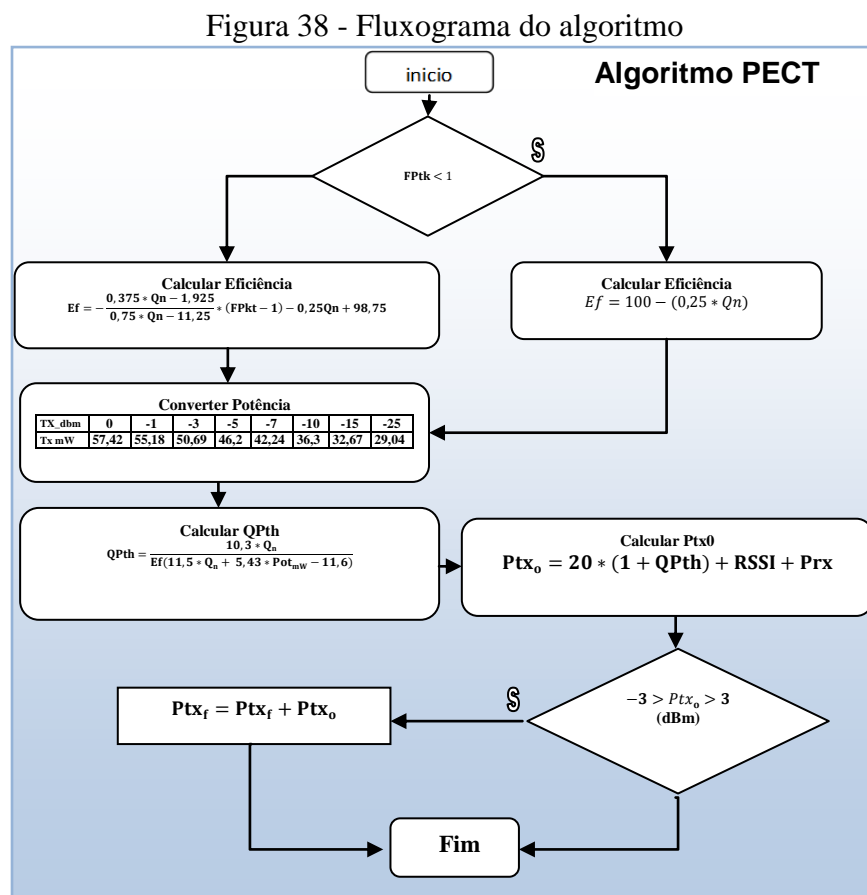 Figura 38 - Fluxograma do algoritmo
inicio
Algoritmo PECT
S
FPtk < 1
Calcular Eficiência
Ef = − (0,375 * Qn − 1,925) / (0,75 * Qn − 11,25) * (FPkt − 1) − 0,25Qn + 98,75
Calcular Eficiência
Ef = 100 − (0,25 * Qn)
Converter Potência
TX_dbm 0 -1 -3 -5 -7 -10 -15 -25
Tx mW 57,42 55,18 50,69 46,2 42,24 36,3 32,67 29,04
Calcular QPth
QPth = 10,3 * Qn / Ef(11,5 * Qn + 5,43 * PotmW − 11,6)
Calcular Ptx0
Ptxo = 20 * (1 + QPth) + RSSI + Prx
−3 > Ptxo > 3
(dBm)
S
Ptxf = Ptxf + Ptxo
Fim